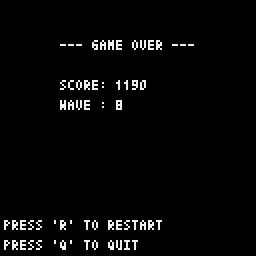 --- GAME OVER ---
SCORE: 1190
WAVE : 8
PRESS 'R' TO RESTART
PRESS 'Q' TO QUIT